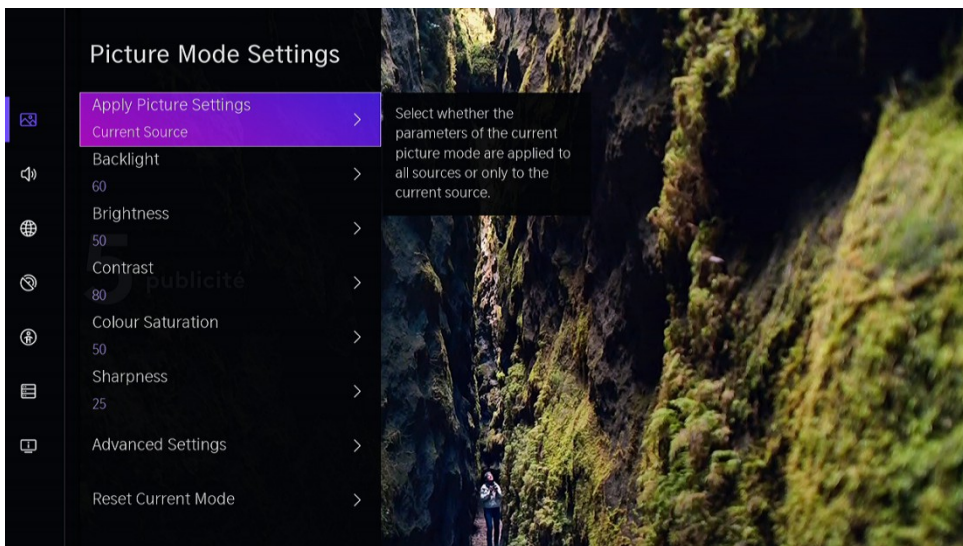 Picture Mode Settings
Apply Picture Settings
Current Source
Select whether the
parameters of the current
picture mode are applied to
all sources or only to the
current source.
Backlight
60
Brightness
50
Contrast
80
5
publicité
Colour Saturation
50
Sharpness
25
Advanced Settings
Reset Current Mode